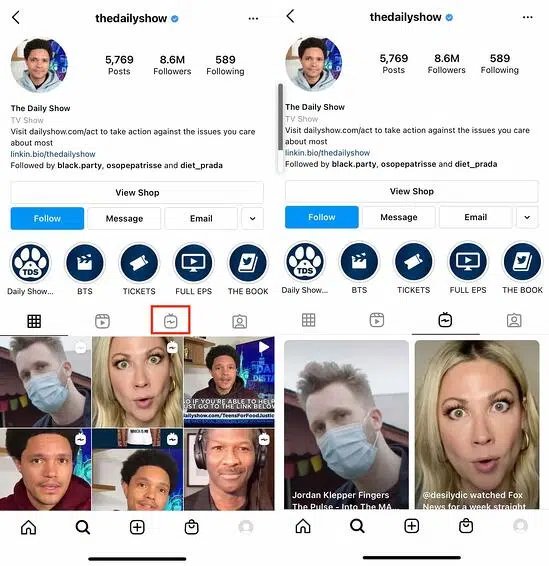 thedailyshow
5,769 8.6M 589
Posts Followers Following
The Daily Show
TV Show
Visit dailyshow.com/act to take action against the issues you care
about most
linkin.bio/thedailyshow
Followed by black.party, osopepatrisse and diet_prada
View Shop
Follow Message Email
TDS
Daily Show... BTS TICKETS FULL EPS THE BOOK
SO IF YOU'RE ABLE TO HELP
JUST GO TO THE LINK BELOW
dailyshow.com/TeensForFoodJustice
thedailyshow
5,769 8.6M 589
Posts Followers Following
The Daily Show
TV Show
Visit dailyshow.com/act to take action against the issues you care
about most
linkin.bio/thedailyshow
Followed by black.party, osopepatrisse and diet_prada
View Shop
Follow Message Email
TDS
Daily Show... BTS TICKETS FULL EPS THE BOOK
Jordan Klepper Fingers
The Pulse - Into The MA...
@desilydic watched Fox
News for a week straight